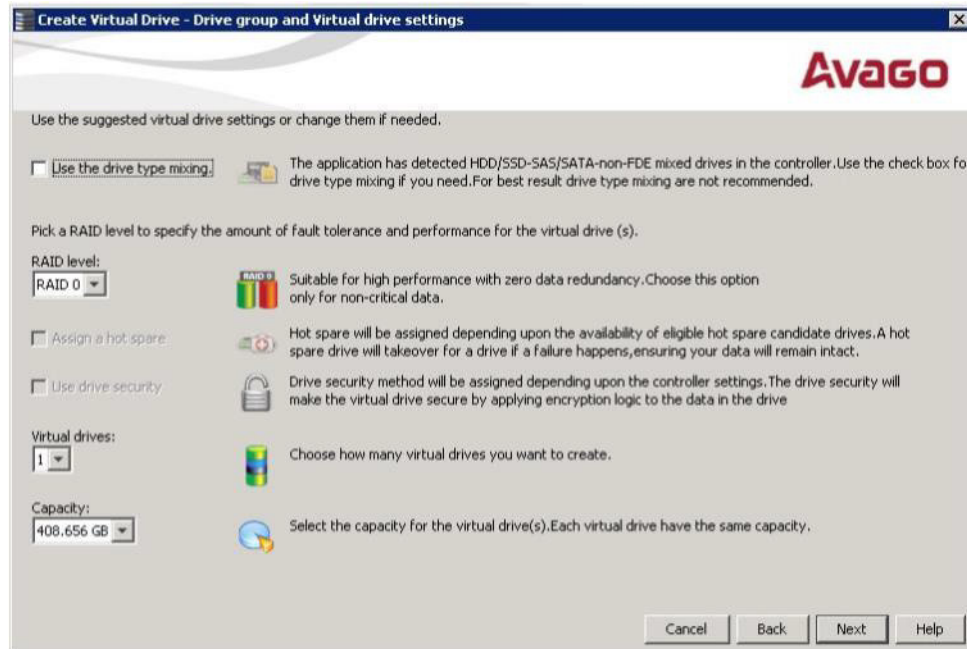 Create Virtual Drive - Drive group and Virtual drive settings
AVAGO
Use the suggested virtual drive settings or change them if needed.
Use the drive type mixing.
The application has detected HDD/SSD-SAS/SATA-non-FDE mixed drives in the controller.Use the check box fo
drive type mixing if you need.For best result drive type mixing are not recommended.
Pick a RAID level to specify the amount of fault tolerance and performance for the virtual drive (s).
RAID level:
RAID 0
RAID 0
Suitable for high performance with zero data redundancy.Choose this option
only for non-critical data.
Assign a hot spare
Hot spare will be assigned depending upon the availability of eligible hot spare candidate drives.A hot
spare drive will takeover for a drive if a failure happens,ensuring your data will remain intact.
Use drive security
Drive security method will be assigned depending upon the controller settings.The drive security will
make the virtual drive secure by applying encryption logic to the data in the drive
Virtual drives:
1
Choose how many virtual drives you want to create.
Capacity:
408.656 GB
Select the capacity for the virtual drive(s).Each virtual drive have the same capacity.
Cancel
Back
Next
Help